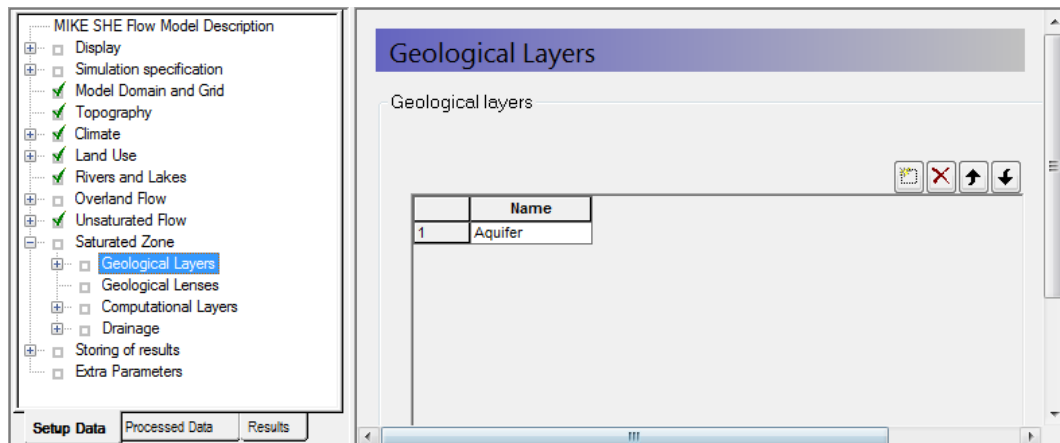 MIKE SHE Flow Model Description
Display
Simulation specification
Model Domain and Grid
Topography
Climate
Land Use
Rivers and Lakes
Overland Flow
Unsaturated Flow
Saturated Zone
Geological Layers
Geological Lenses
Computational Layers
Drainage
Storing of results
Extra Parameters
Setup Data Processed Data Results
Geological Layers
Geological layers
Name
1 Aquifer